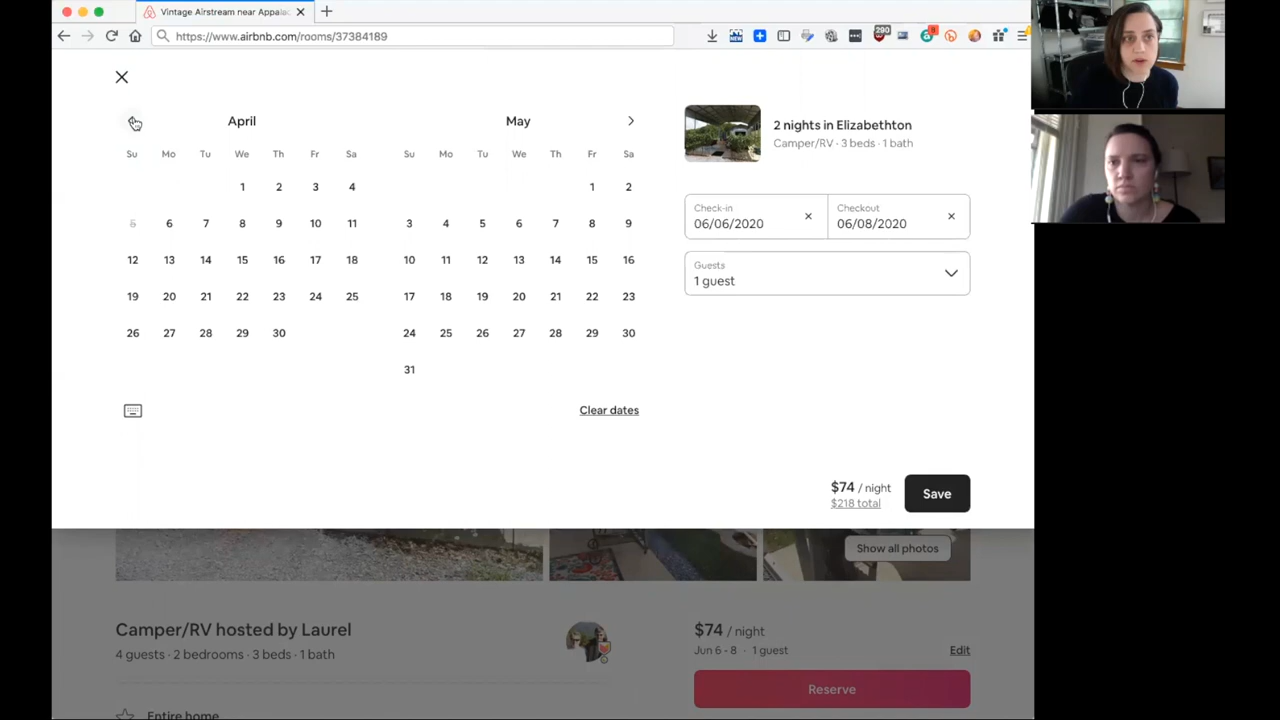 Vintage Airstream near Appalac
https://www.airbnb.com/rooms/37384189
290
8
April
May
Su Mo Tu We Th Fr Sa
Su Mo Tu We Th Fr Sa
1 2 3 4
1 2
5 6 7 8 9 10 11
3 4 5 6 7 8 9
12 13 14 15 16 17 18
10 11 12 13 14 15 16
19 20 21 22 23 24 25
17 18 19 20 21 22 23
26 27 28 29 30
24 25 26 27 28 29 30
31
Clear dates
2 nights in Elizabethton
Camper/RV · 3 beds · 1 bath
Check-in
06/06/2020
Checkout
06/08/2020
Guests
1 guest
$74 / night
$218 total
Save
Show all photos
Camper/RV hosted by Laurel
4 guests · 2 bedrooms · 3 beds · 1 bath
Entire home
$74 / night
Jun 6 - 8 · 1 guest
Edit
Reserve